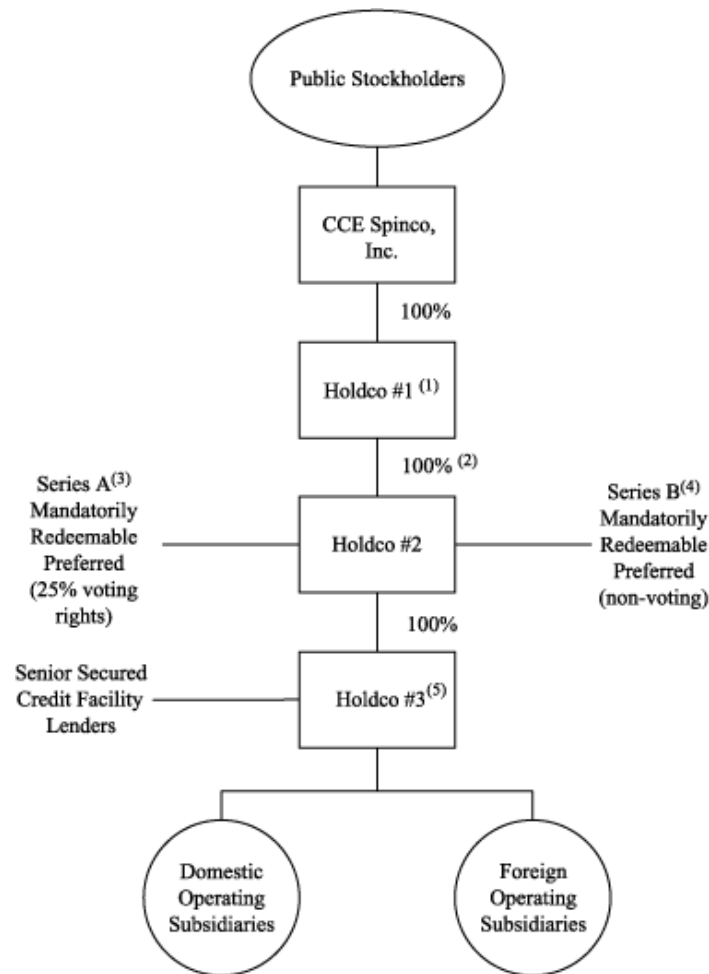 Public Stockholders
CCE Spinco,
Inc.
100%
Holdco #1 (1)
100% (2)
Series A(3)
Mandatorily
Redeemable
Preferred
(25% voting
rights)
Holdco #2
Series B(4)
Mandatorily
Redeemable
Preferred
(non-voting)
100%
Senior Secured
Credit Facility
Lenders
Holdco #3(5)
Domestic
Operating
Subsidiaries
Foreign
Operating
Subsidiaries